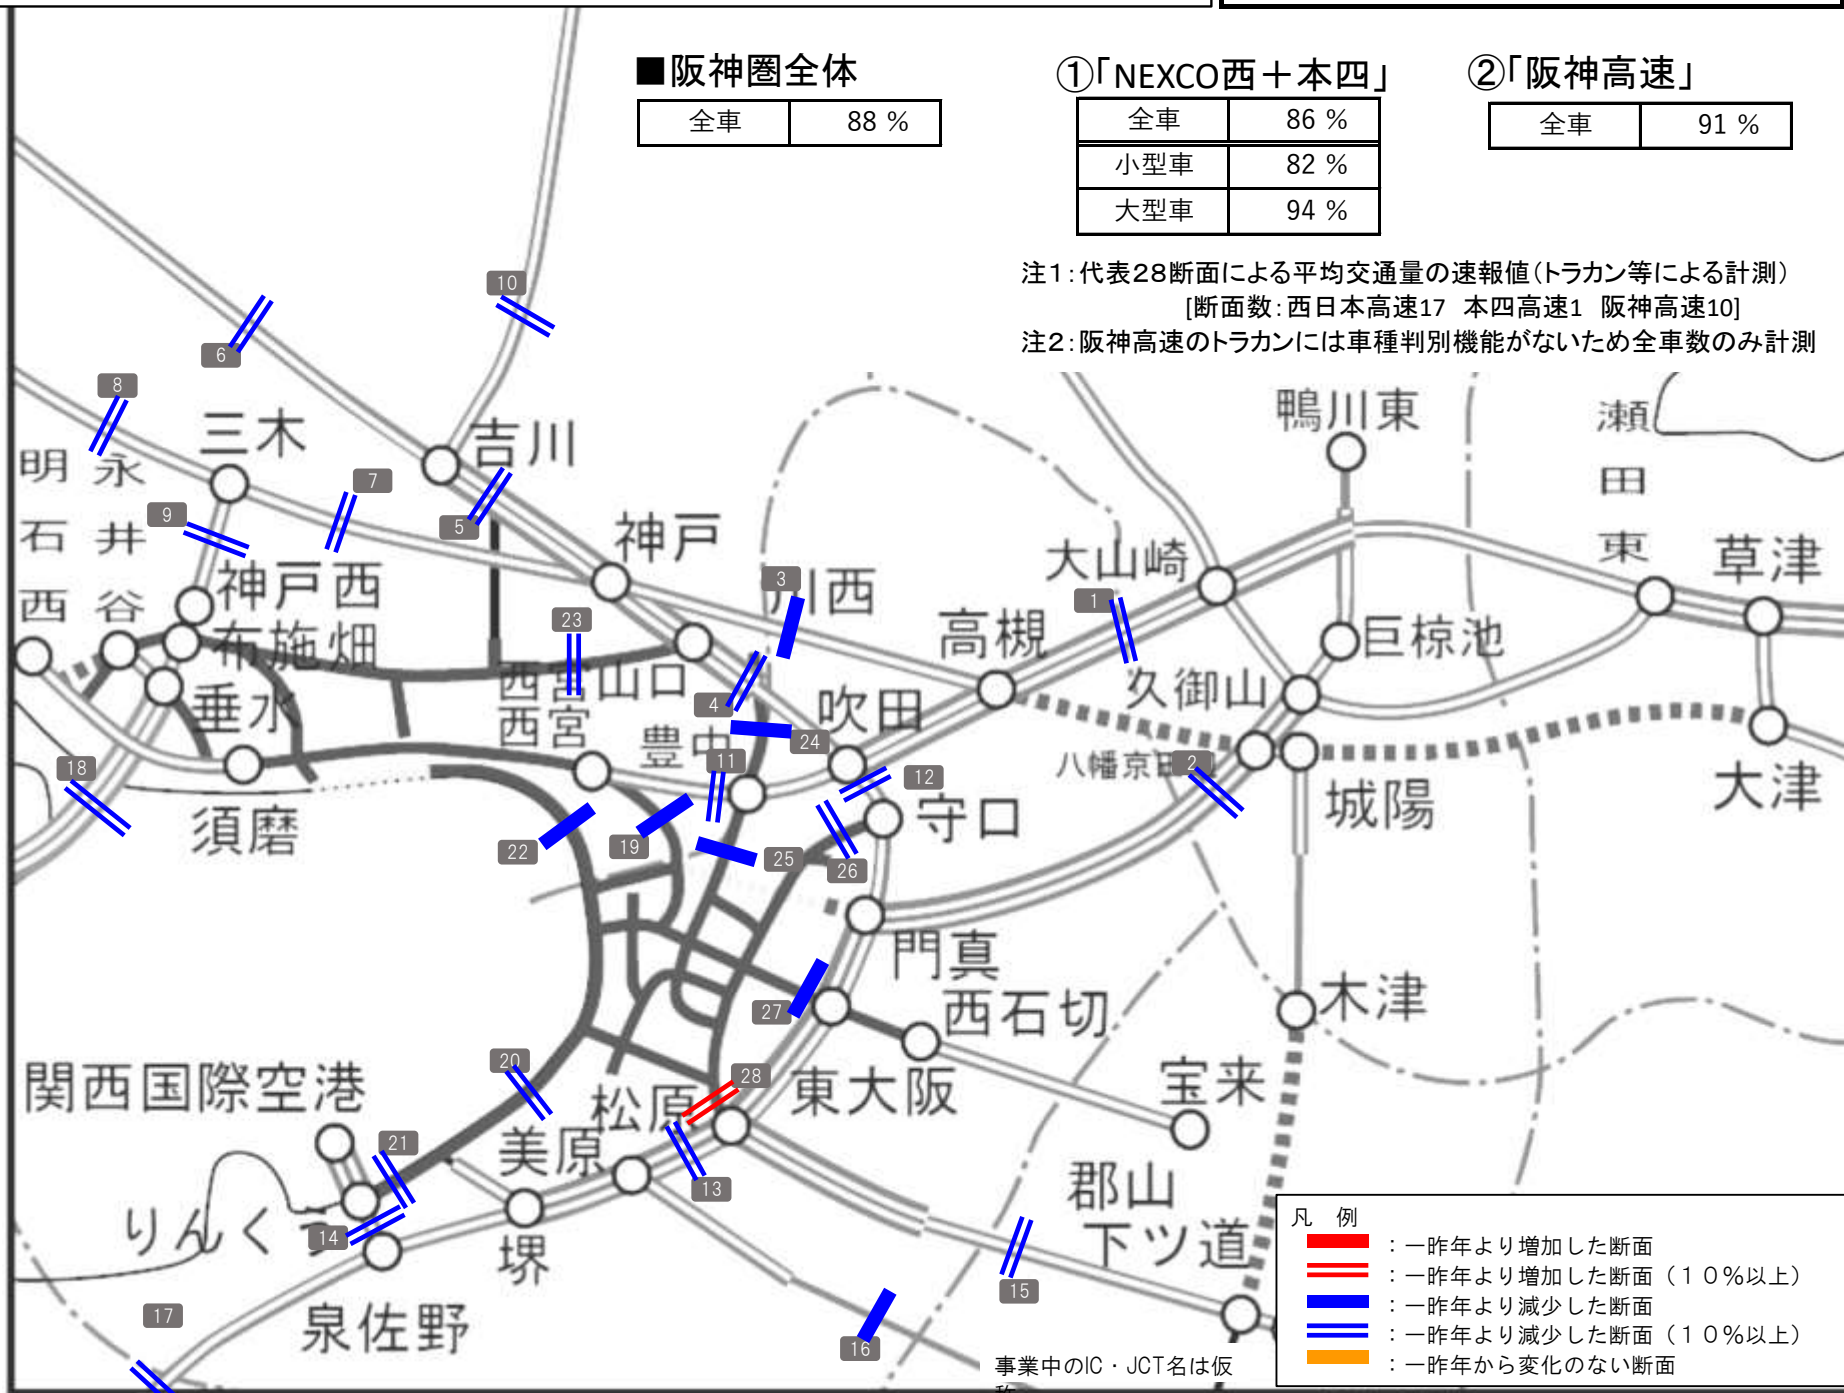 ■阪神圏全体
全車 88 %
①「NEXCO西＋本四」
全車 86 %
小型車 82 %
大型車 94 %
②「阪神高速」
全車 91 %
注1：代表28断面による平均交通量の速報値（トラカン等による計測）
[断面数：西日本高速17 本四高速1 阪神高速10]
注2：阪神高速のトラカンには車種判別機能がないため全車数のみ計測
10
6
8
三木
吉川
鴨川東
瀬田東
明石西
永井谷
7
9
5
神戸
大山崎
草津
神戸西
3
川西
1
高槻
23
布施畑
巨椋池
西宮山口
久御山
垂水
4
吹田
西宮
豊中
24
11
八幡京田
2
18
12
城陽
大津
須磨
守口
22
19
25
26
門真
27
西石切
木津
関西国際空港
20
28
松原
東大阪
宝来
21
美原
13
郡山
りんくう
14
堺
下ツ道
15
17
泉佐野
16
事業中のIC・JCT名は仮
称
凡 例
：一昨年より増加した断面
：一昨年より増加した断面（１０％以上）
：一昨年より減少した断面
：一昨年より減少した断面（１０％以上）
：一昨年から変化のない断面